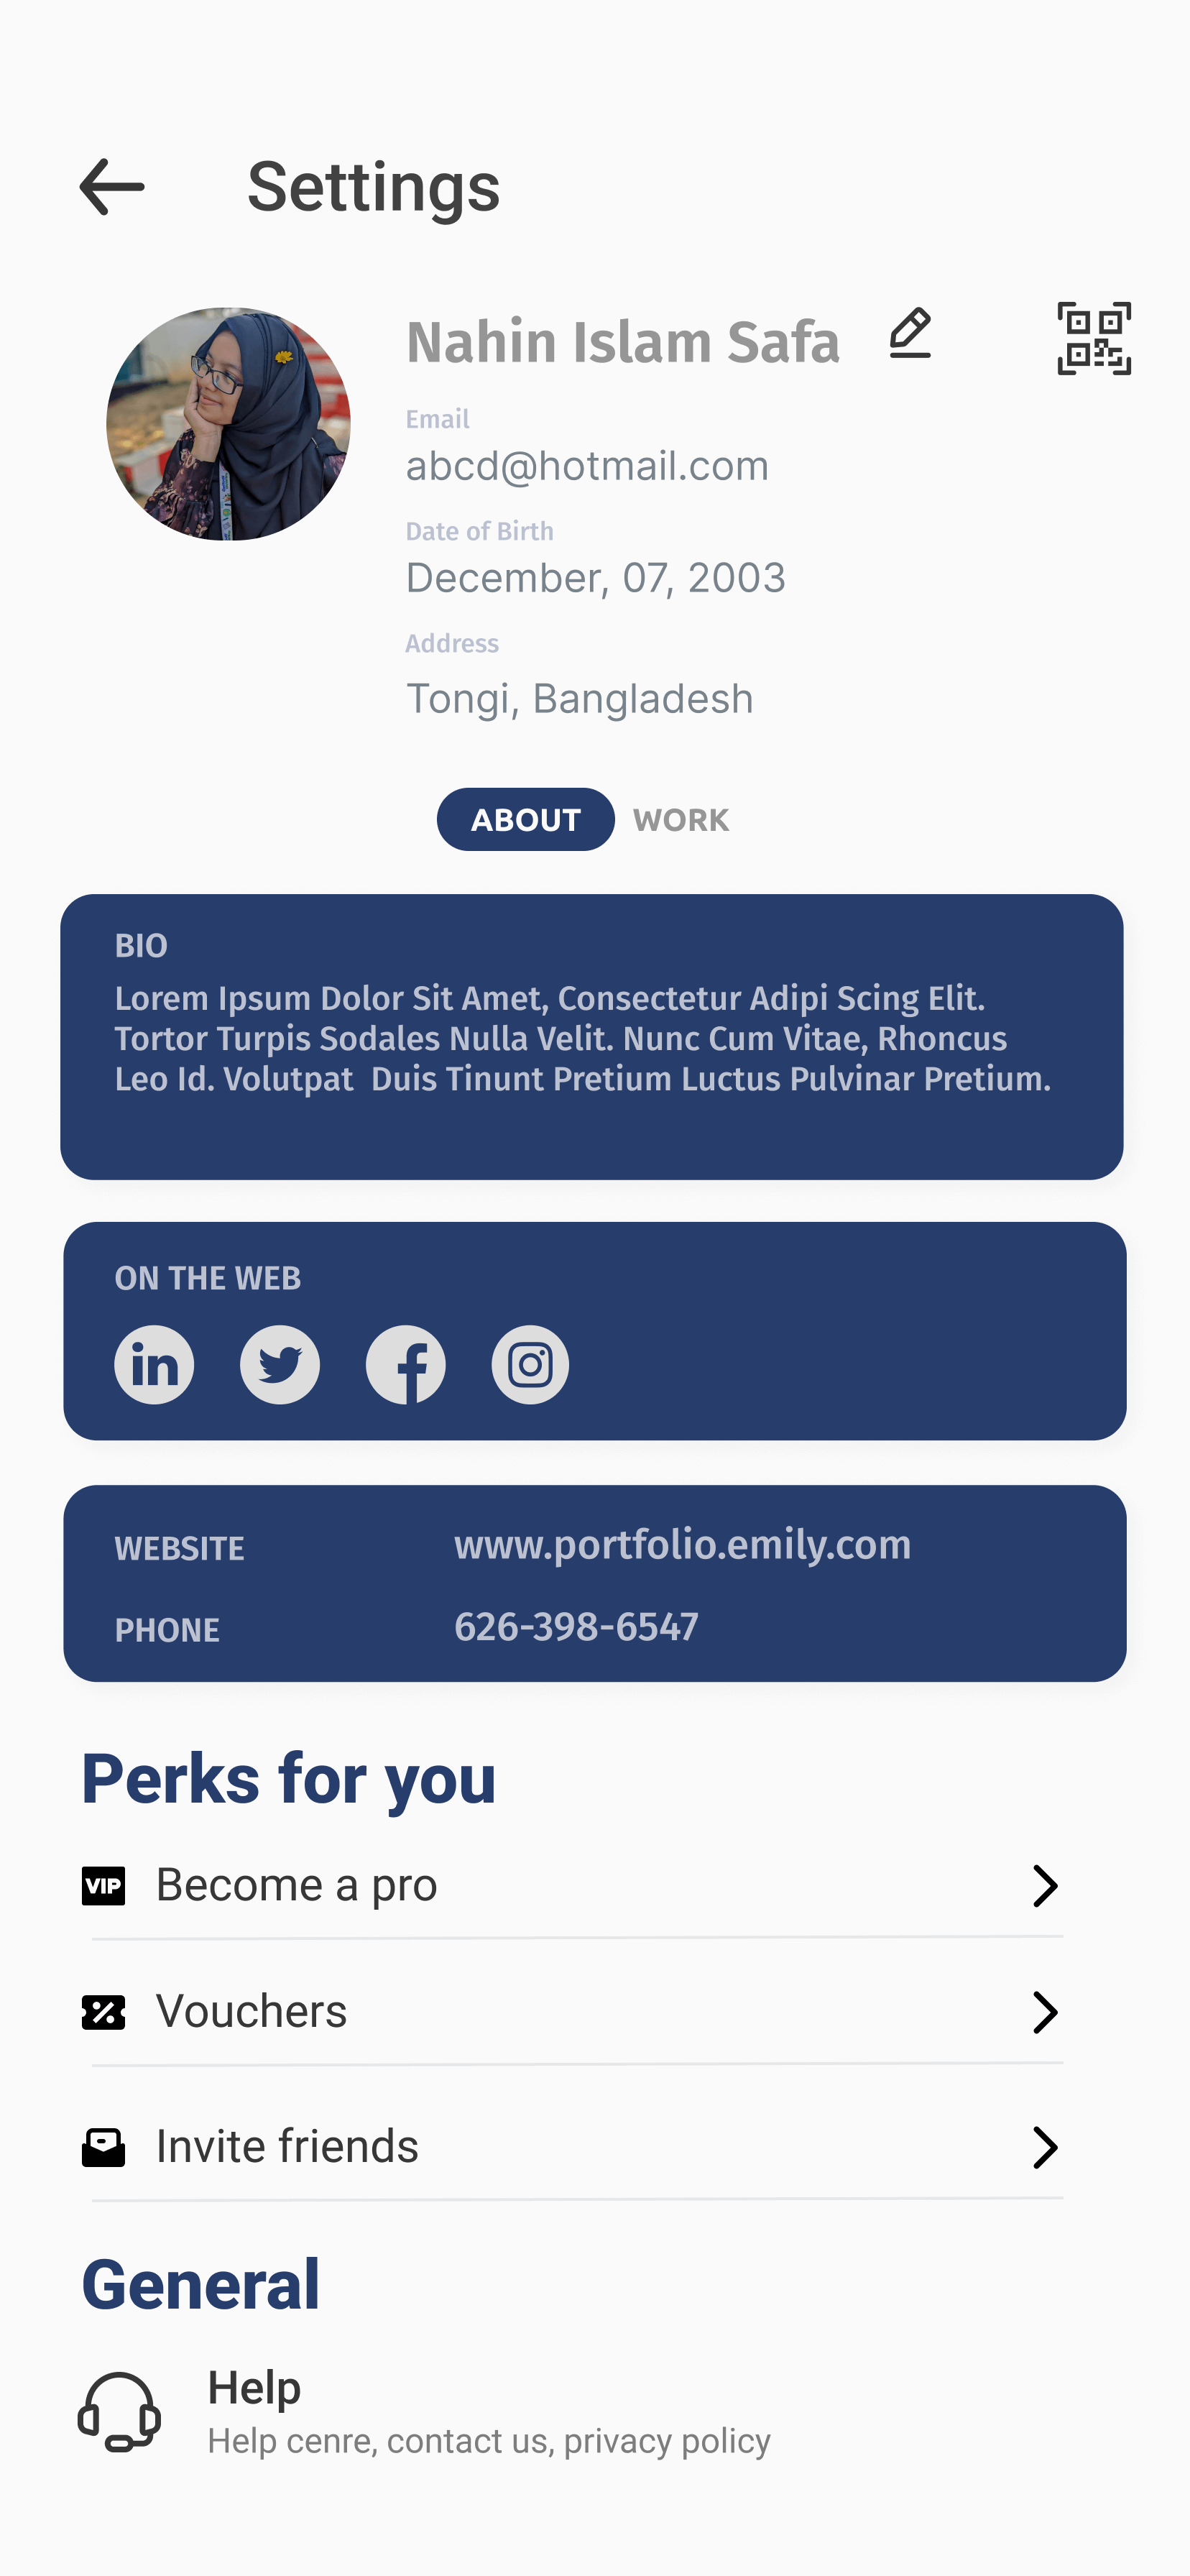 Settings
Nahin Islam Safa
Email
abcd@hotmail.com
Date of Birth
December, 07, 2003
Address
Tongi, Bangladesh
ABOUT WORK
BIO
Lorem Ipsum Dolor Sit Amet, Consectetur Adipi Scing Elit.
Tortor Turpis Sodales Nulla Velit. Nunc Cum Vitae, Rhoncus
Leo Id. Volutpat  Duis Tinunt Pretium Luctus Pulvinar Pretium.
ON THE WEB
in
WEBSITE www.portfolio.emily.com
PHONE 626-398-6547
Perks for you
VIP Become a pro
Vouchers
Invite friends
General
Help
Help cenre, contact us, privacy policy